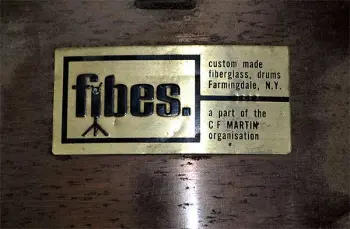 fibes.
custom made
fiberglass, drums
Farmingdale, N.Y.
a part of the
C F MARTIN
organisation